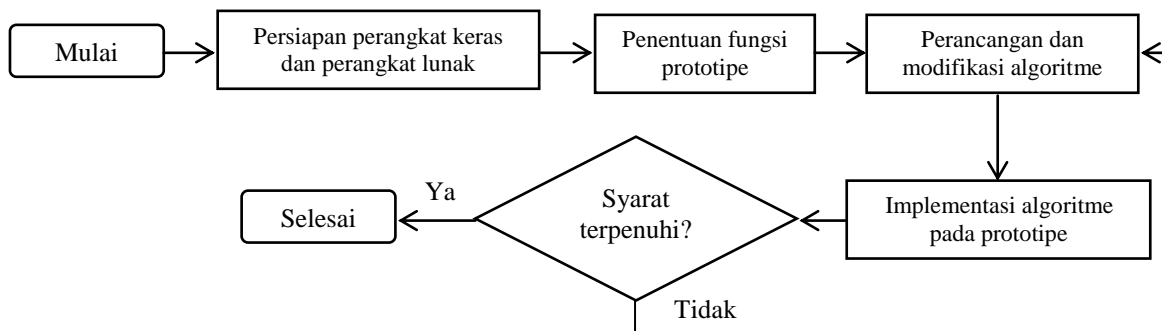 Mulai
Persiapan perangkat keras
dan perangkat lunak
Penentuan fungsi
prototipe
Perancangan dan
modifikasi algoritme
Implementasi algoritme
pada prototipe
Syarat
terpenuhi?
Ya
Selesai
Tidak